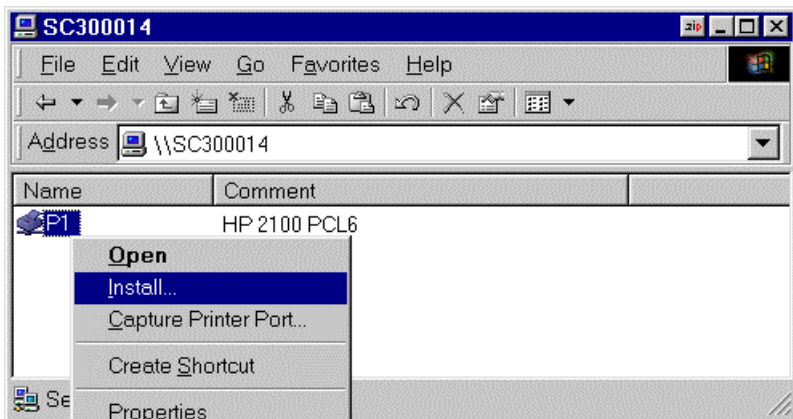 SC300014
zip
File Edit View Go Favorites Help
Address \\SC300014
Name Comment
P1 HP 2100 PCL6
Open
Install...
Capture Printer Port...
Create Shortcut
Se
Properties